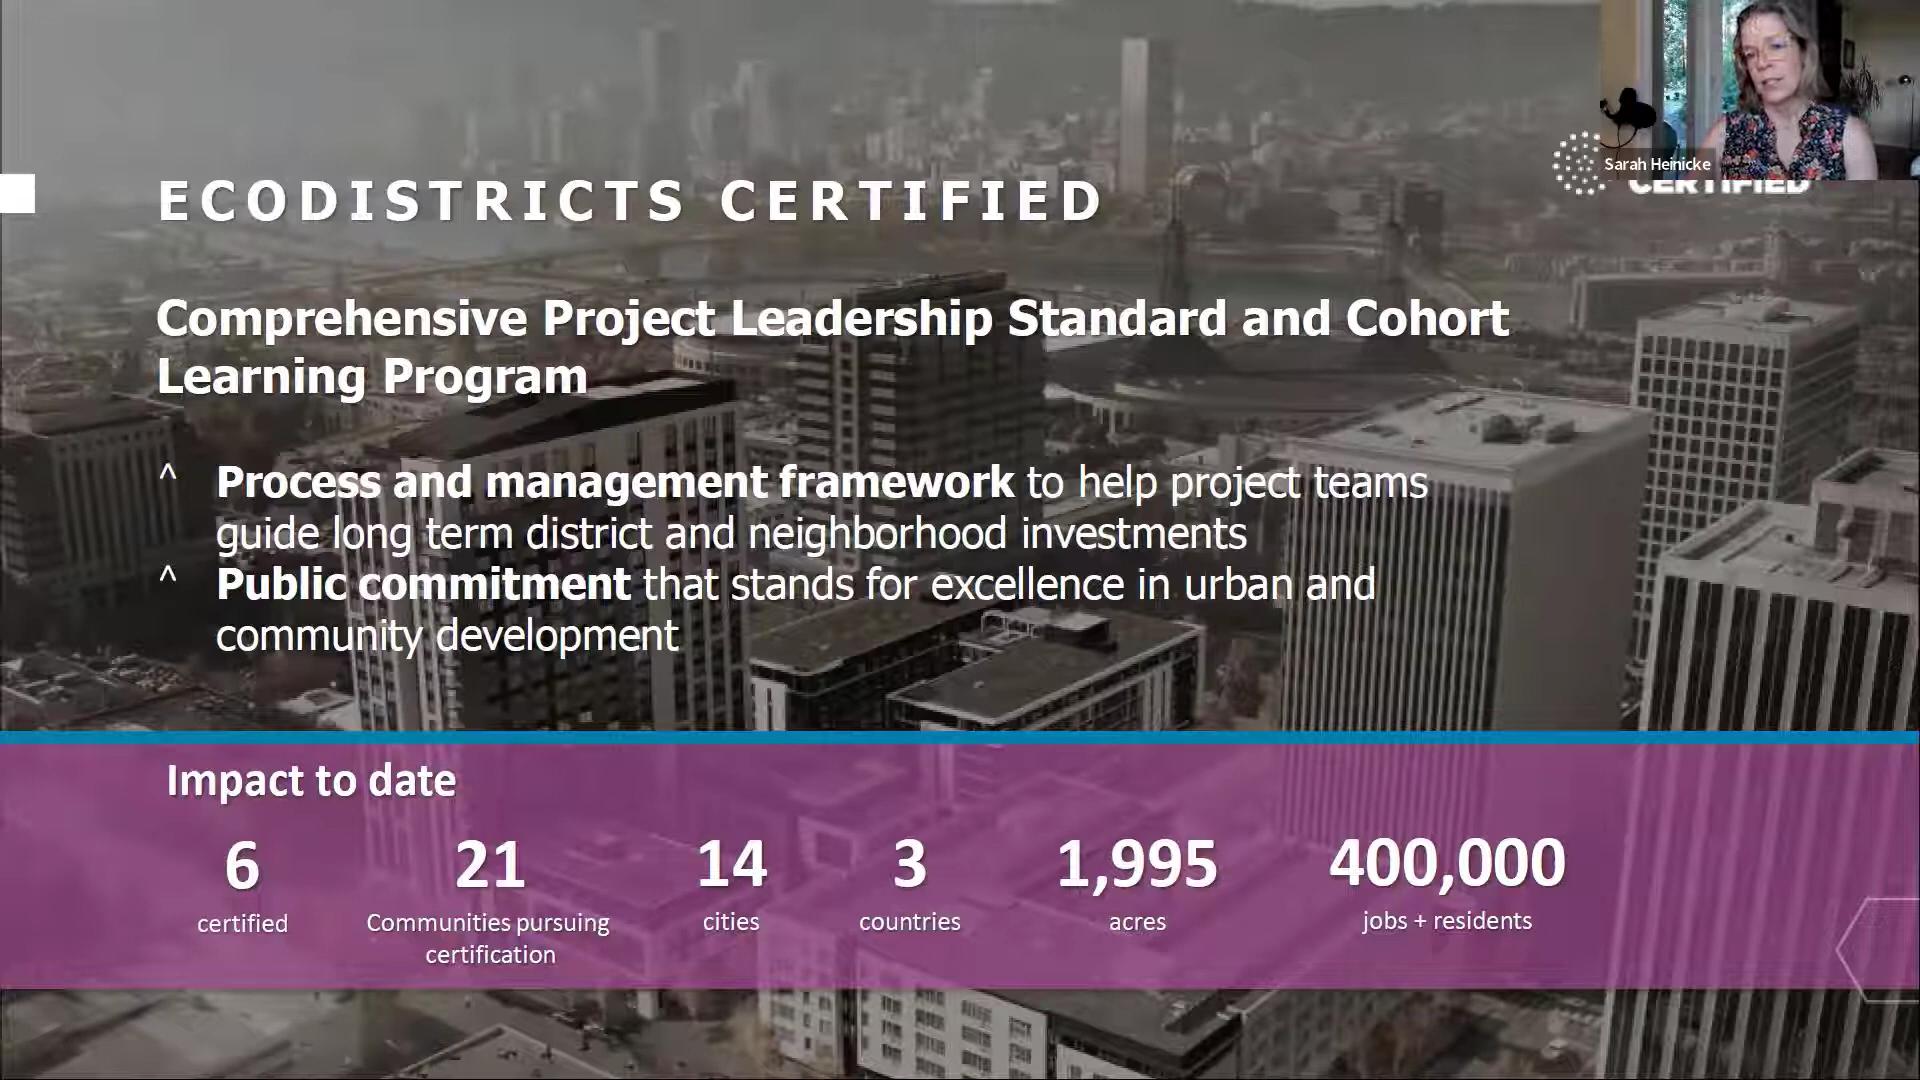 Sarah Heinicke
CERTIFIED
ECODISTRICTS CERTIFIED
Comprehensive Project Leadership Standard and Cohort
Learning Program
^ Process and management framework to help project teams
guide long term district and neighborhood investments
^ Public commitment that stands for excellence in urban and
community development
Impact to date
6
certified
21
Communities pursuing
certification
14
cities
3
countries
1,995
acres
400,000
jobs + residents